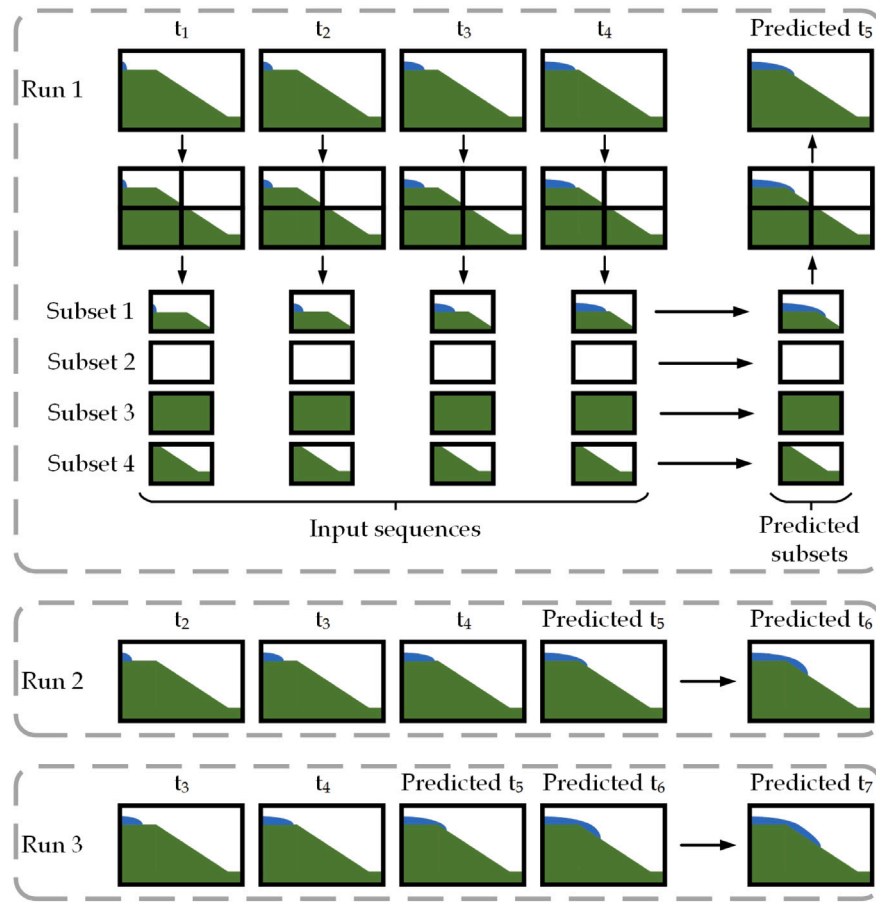 t₁ t₂ t₃ t₄ Predicted t₅
Run 1
Subset 1
Subset 2
Subset 3
Subset 4
Input sequences
Predicted
subsets
t₂ t₃ t₄ Predicted t₅ Predicted t₆
Run 2
t₃ t₄ Predicted t₅ Predicted t₆ Predicted t₇
Run 3